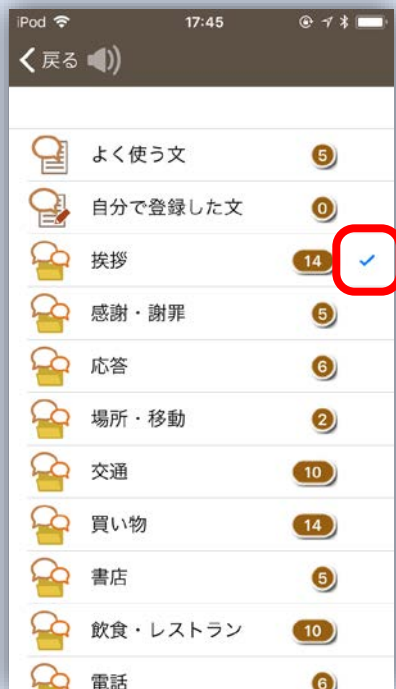 iPod 17:45
戻る
よく使う文 5
自分で登録した文 0
挨拶 14
感謝・謝罪 5
応答 6
場所・移動 2
交通 10
買い物 14
書店 5
飲食・レストラン 10
電話 6